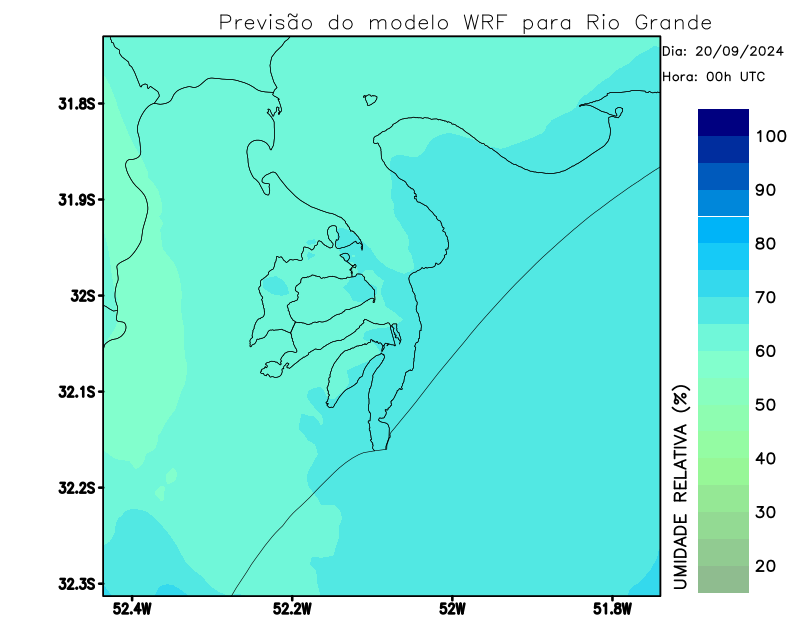 Previsão do modelo WRF para Rio Grande
Dia: 20/09/2024
Hora: 00h UTC
31.8S
31.9S
32S
32.1S
32.2S
32.3S
52.4W
52.2W
52W
51.8W
100
90
80
70
60
50
40
30
20
UMIDADE RELATIVA (%)